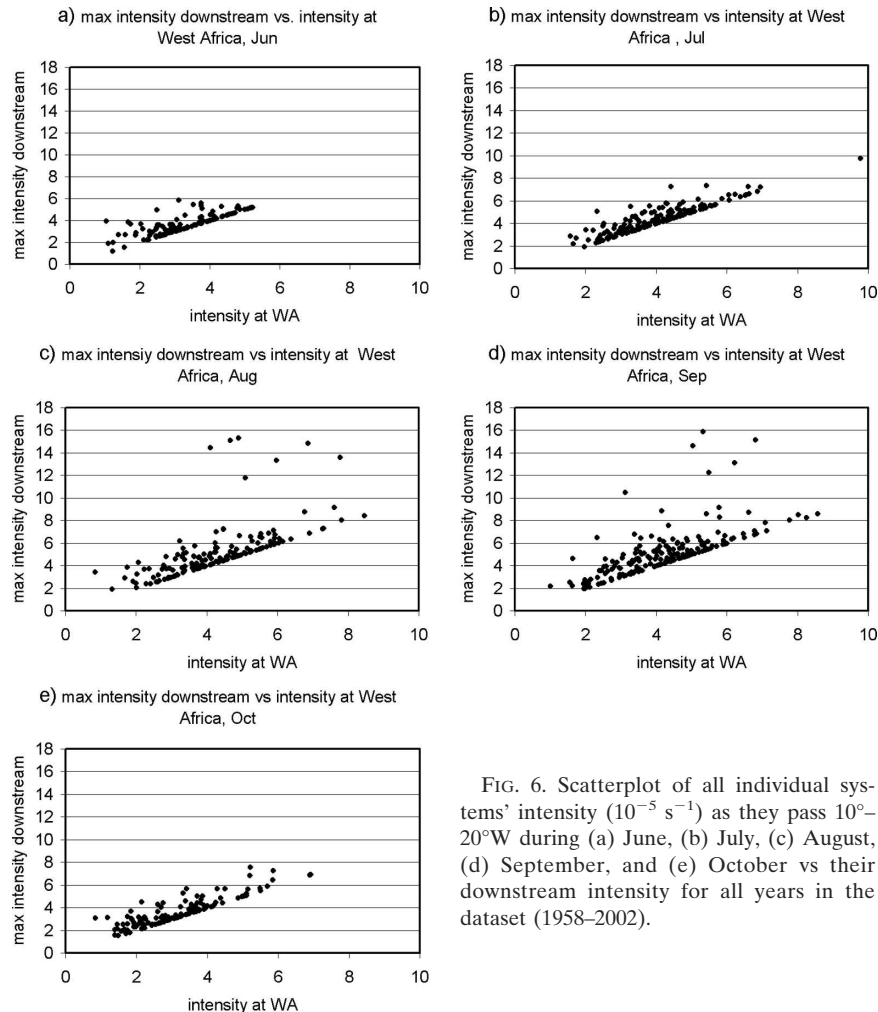 a) max intensity downstream vs. intensity at
West Africa, Jun
max intensity downstream
18
16
14
12
10
8
6
4
2
0
0 2 4 6 8 10
intensity at WA
b) max intensity downstream vs intensity at West
Africa , Jul
max intensity downstream
18
16
14
12
10
8
6
4
2
0
0 2 4 6 8 10
intensity at WA
c) max intensiy downstream vs intensity at West
Africa, Aug
max intensity downstream
18
16
14
12
10
8
6
4
2
0
0 2 4 6 8 10
intensity at WA
d) max intensity downstream vs intensity at West
Africa, Sep
max intensity downstream
18
16
14
12
10
8
6
4
2
0
0 2 4 6 8 10
intensity at WA
e) max intensity downstream vs intensity at West
Africa, Oct
max intensity downstream
18
16
14
12
10
8
6
4
2
0
0 2 4 6 8 10
intensity at WA
FIG. 6. Scatterplot of all individual sys-
tems' intensity (10⁻⁵ s⁻¹) as they pass 10°–
20°W during (a) June, (b) July, (c) August,
(d) September, and (e) October vs their
downstream intensity for all years in the
dataset (1958–2002).